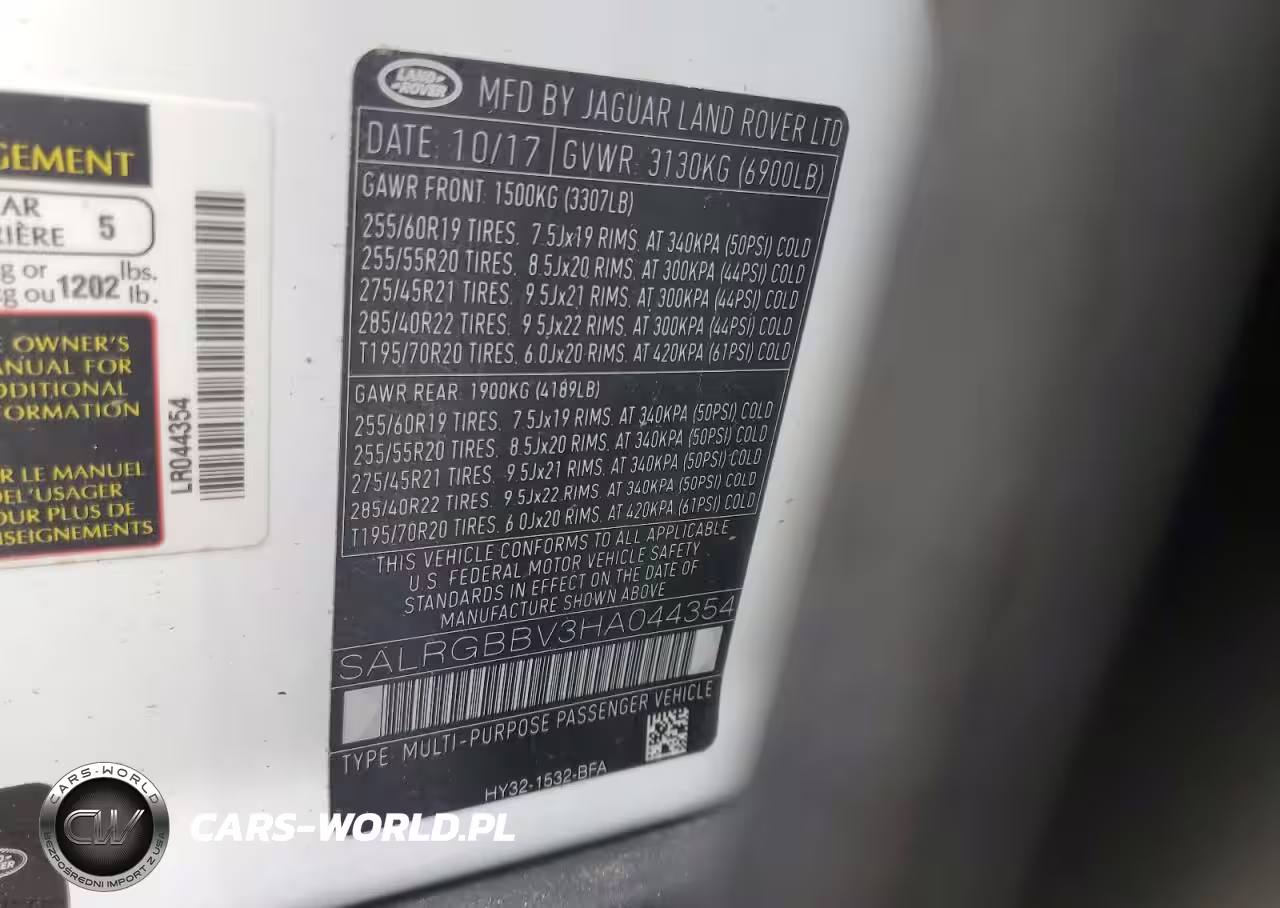 GEMENT
AR
RIÈRE 5
g or 1202 lbs.
kg ou lb.
E OWNER'S
ANUAL FOR
DDITIONAL
FORMATION
R LE MANUEL
DE L'USAGER
OUR PLUS DE
ISEIGNEMENTS
LR044354
LAND ROVER
MFD BY JAGUAR LAND ROVER LTD
DATE: 10/17 GVWR: 3130KG (6900LB)
GAWR FRONT: 1500KG (3307LB)
255/60R19 TIRES, 7.5Jx19 RIMS, AT 340KPA (50PSI) COLD
255/55R20 TIRES, 8.5Jx20 RIMS, AT 300KPA (44PSI) COLD
275/45R21 TIRES, 9.5Jx21 RIMS, AT 300KPA (44PSI) COLD
285/40R22 TIRES, 9.5Jx22 RIMS, AT 300KPA (44PSI) COLD
T195/70R20 TIRES, 6.0Jx20 RIMS, AT 420KPA (61PSI) COLD
GAWR REAR: 1900KG (4189LB)
255/60R19 TIRES, 7.5Jx19 RIMS, AT 340KPA (50PSI) COLD
255/55R20 TIRES, 8.5Jx20 RIMS, AT 340KPA (50PSI) COLD
275/45R21 TIRES, 9.5Jx21 RIMS, AT 340KPA (50PSI) COLD
285/40R22 TIRES, 9.5Jx22 RIMS, AT 340KPA (50PSI) COLD
T195/70R20 TIRES, 6.0Jx20 RIMS, AT 420KPA (61PSI) COLD
THIS VEHICLE CONFORMS TO ALL APPLICABLE
U.S. FEDERAL MOTOR VEHICLE SAFETY
STANDARDS IN EFFECT ON THE DATE OF
MANUFACTURE SHOWN ABOVE
SALRGBBV3HA044354
TYPE: MULTI-PURPOSE PASSENGER VEHICLE
HY32-1532-BFA
CARS-WORLD
CW
BEZPOŚREDNI IMPORT Z USA
CARS-WORLD.PL